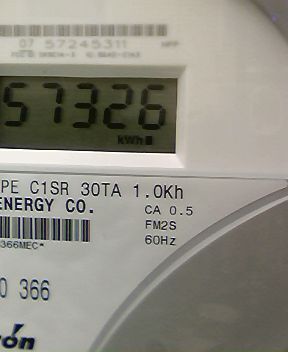 07 57245311
57326
kWh
PE C1SR 30TA 1.0Kh
ENERGY CO.
CA 0.5
FM2S
366MEC*
60Hz
0 366
ón